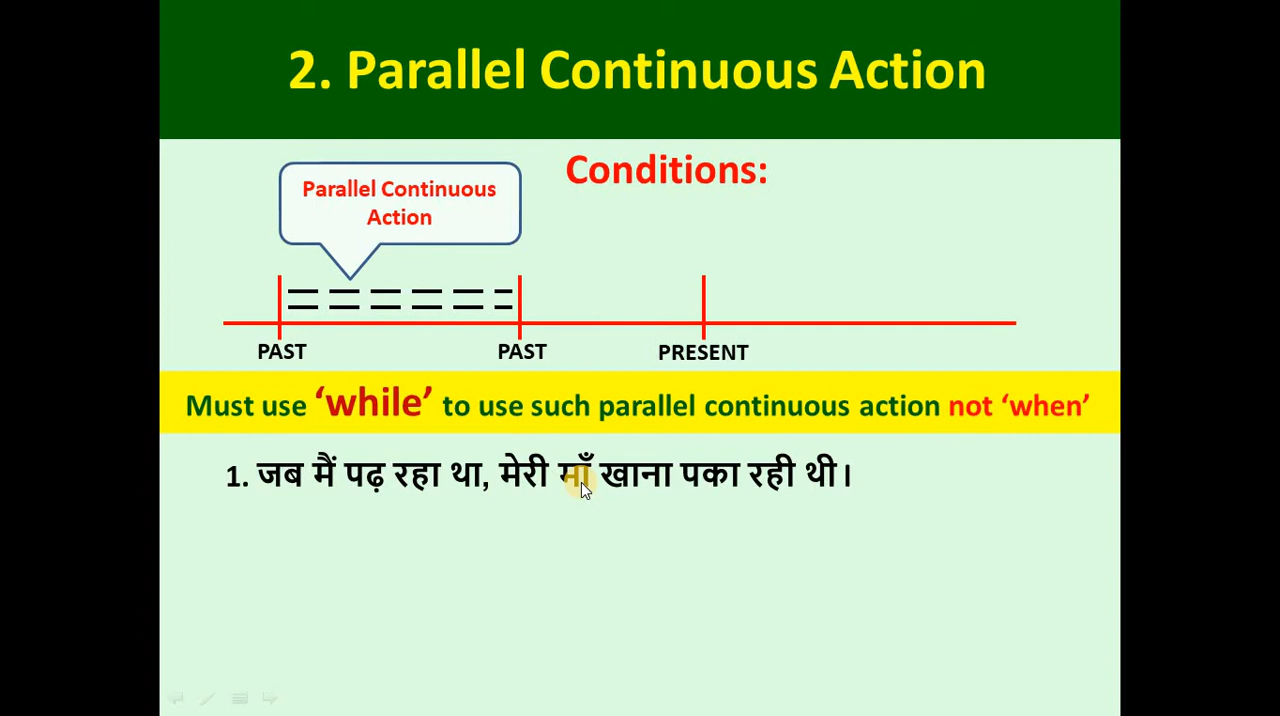 2. Parallel Continuous Action
Conditions:
Parallel Continuous
Action
PAST PAST PRESENT
Must use ‘while’ to use such parallel continuous action not ‘when’
1. जब मैं पढ़ रहा था, मेरी माँ खाना पका रही थी।